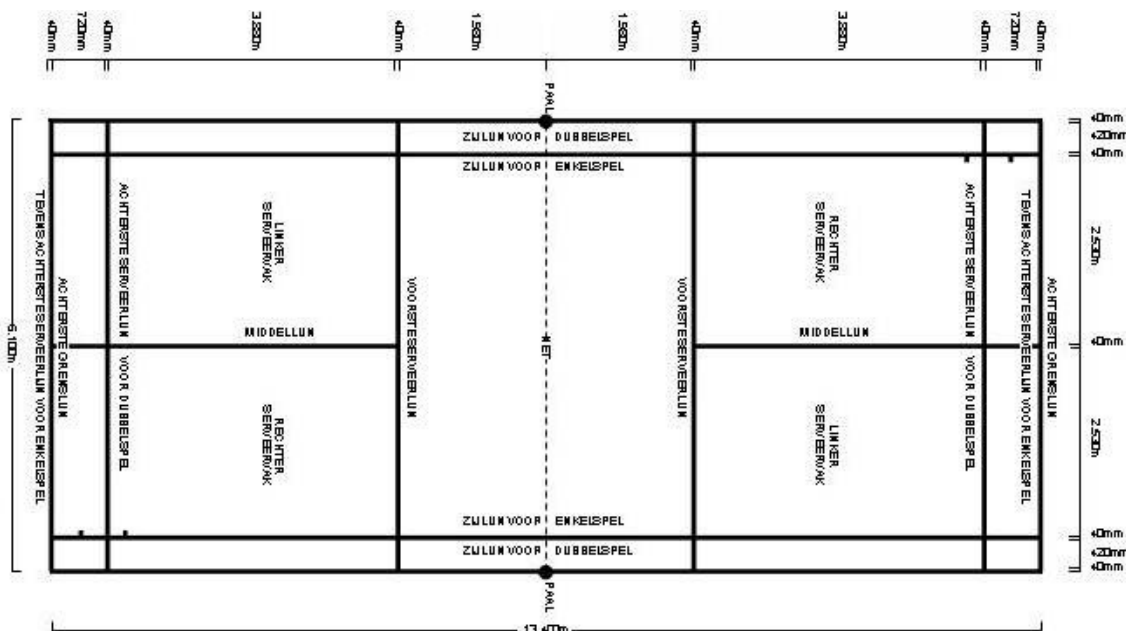 40mm 720mm 40mm 3.880m 40mm 1.980m 1.980m 40mm 3.880m 40mm 720mm 40mm
PAAL
40mm
ZIJLIJN VOOR DUBBELSPEL
420mm
40mm
ZIJLIJN VOOR ENKELSPEL
TEVENS ACHTERSTE SERVEERLIJN VOOR ENKELSPEL
ACHTERSTE GRENSLIJN
ACHTERSTE SERVEERLIJN VOOR DUBBELSPEL
LINKER
SERVEERVAK
VOORSTE SERVEERLIJN
NET
VOORSTE SERVEERLIJN
RECHTER
SERVEERVAK
ACHTERSTE SERVEERLIJN VOOR DUBBELSPEL
TEVENS ACHTERSTE SERVEERLIJN VOOR ENKELSPEL
ACHTERSTE GRENSLIJN
2.530m
6.100m
MIDDELLIJN
MIDDELLIJN
40mm
RECHTER
SERVEERVAK
LINKER
SERVEERVAK
2.530m
ZIJLIJN VOOR ENKELSPEL
40mm
ZIJLIJN VOOR DUBBELSPEL
420mm
40mm
PAAL
13.400m